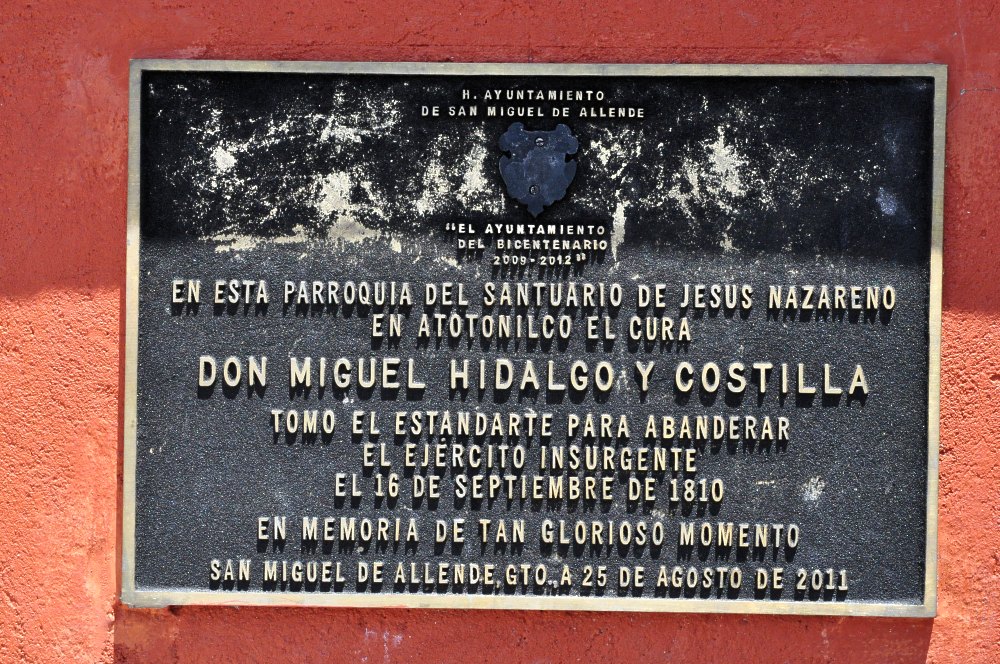 H. AYUNTAMIENTO
DE SAN MIGUEL DE ALLENDE
"EL AYUNTAMIENTO
DEL BICENTENARIO
2009 - 2012"
EN ESTA PARROQUIA DEL SANTUARIO DE JESUS NAZARENO
EN ATOTONILCO EL CURA
DON MIGUEL HIDALGO Y COSTILLA
TOMO EL ESTANDARTE PARA ABANDERAR
EL EJÉRCITO INSURGENTE
EL 16 DE SEPTIEMBRE DE 1810
EN MEMORIA DE TAN GLORIOSO MOMENTO
SAN MIGUEL DE ALLENDE, GTO., A 25 DE AGOSTO DE 2011